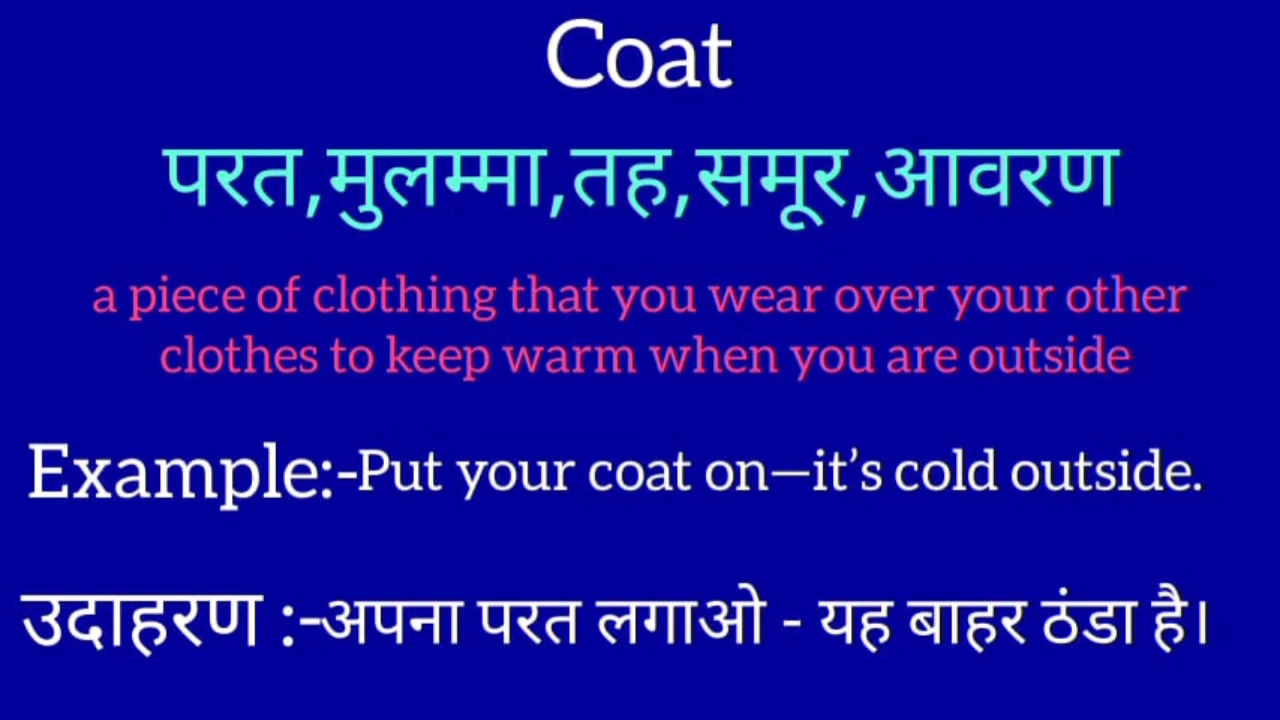 Coat
परत,मुलम्मा,तह,समूर,आवरण
a piece of clothing that you wear over your other
clothes to keep warm when you are outside
Example:-Put your coat on—it’s cold outside.
उदाहरण :-अपना परत लगाओ - यह बाहर ठंडा है।